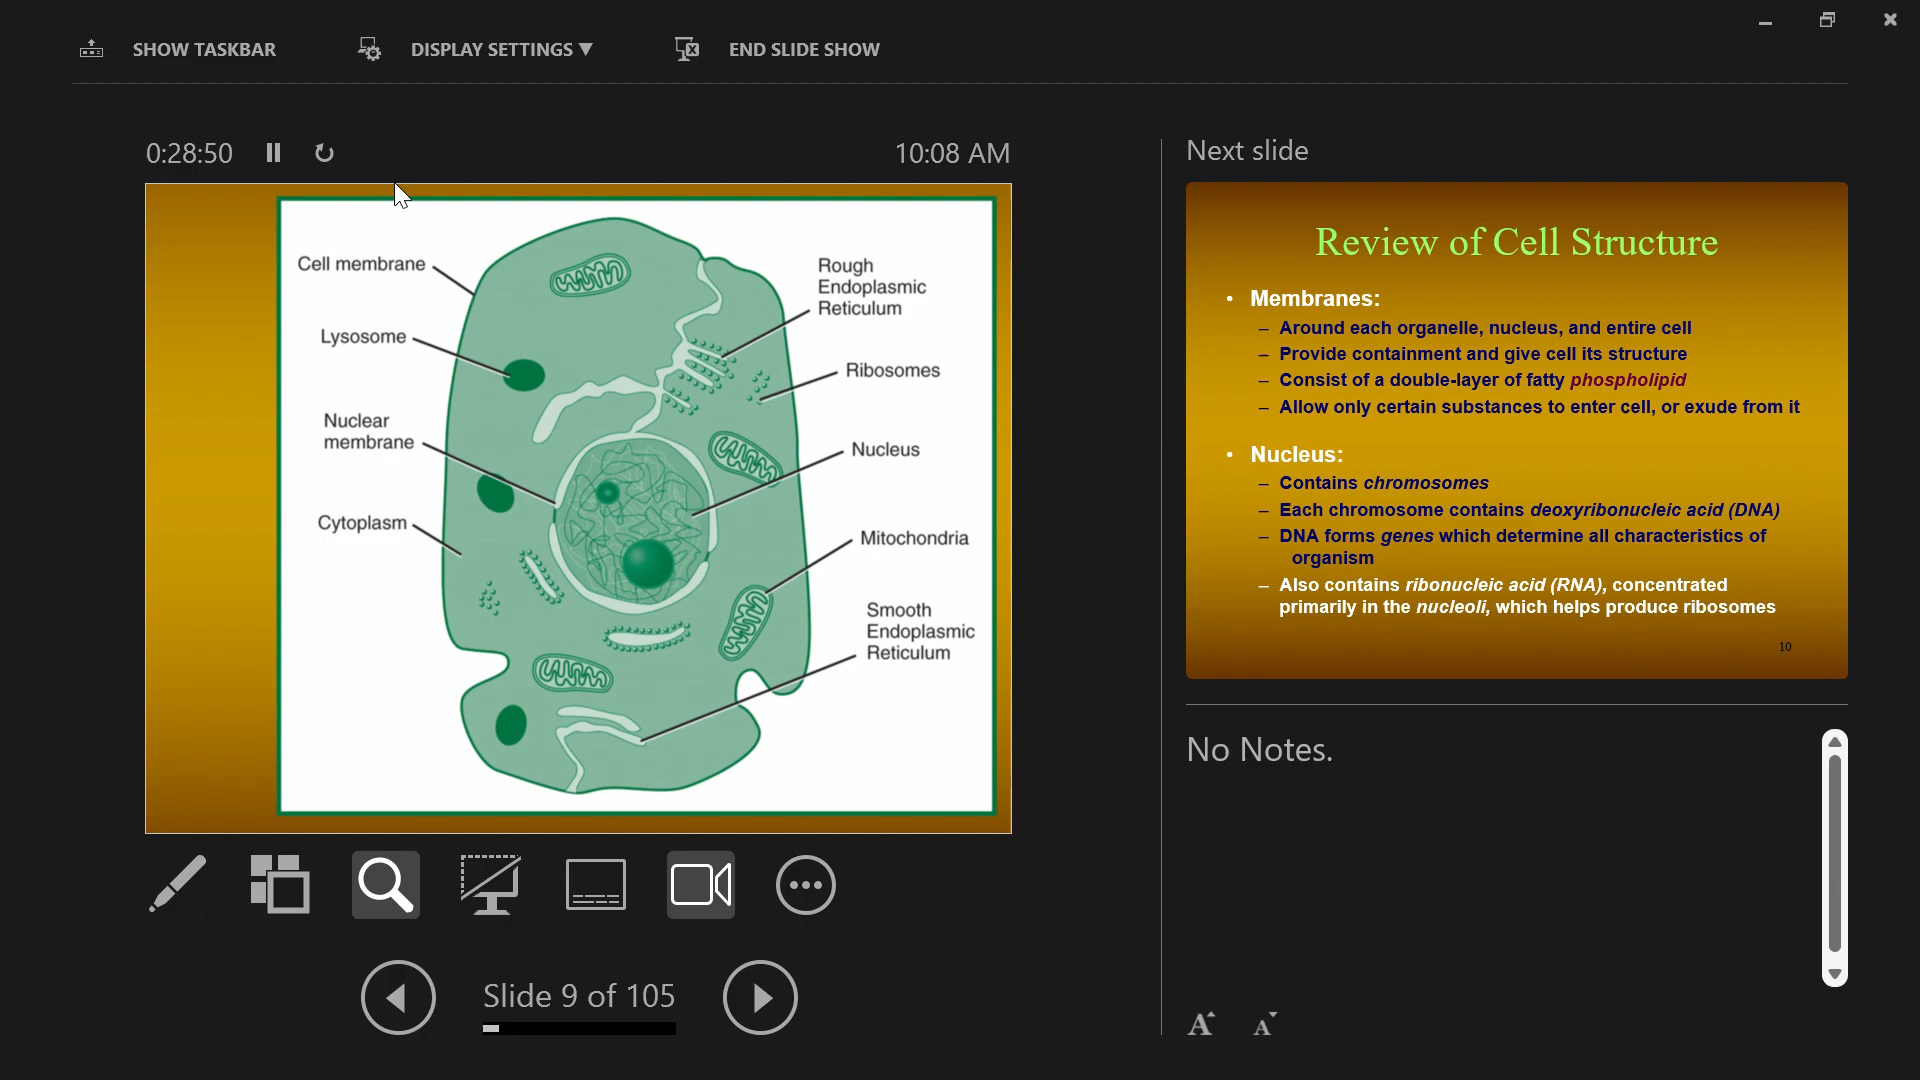 SHOW TASKBAR
DISPLAY SETTINGS ▼
END SLIDE SHOW
0:28:50
10:08 AM
Cell membrane
Lysosome
Nuclear
membrane
Cytoplasm
Rough
Endoplasmic
Reticulum
Ribosomes
Nucleus
Mitochondria
Smooth
Endoplasmic
Reticulum
Slide 9 of 105
Next slide
Review of Cell Structure
• Membranes:
– Around each organelle, nucleus, and entire cell
– Provide containment and give cell its structure
– Consist of a double-layer of fatty phospholipid
– Allow only certain substances to enter cell, or exude from it
• Nucleus:
– Contains chromosomes
– Each chromosome contains deoxyribonucleic acid (DNA)
– DNA forms genes which determine all characteristics of
organism
– Also contains ribonucleic acid (RNA), concentrated
primarily in the nucleoli, which helps produce ribosomes
10
No Notes.
A A